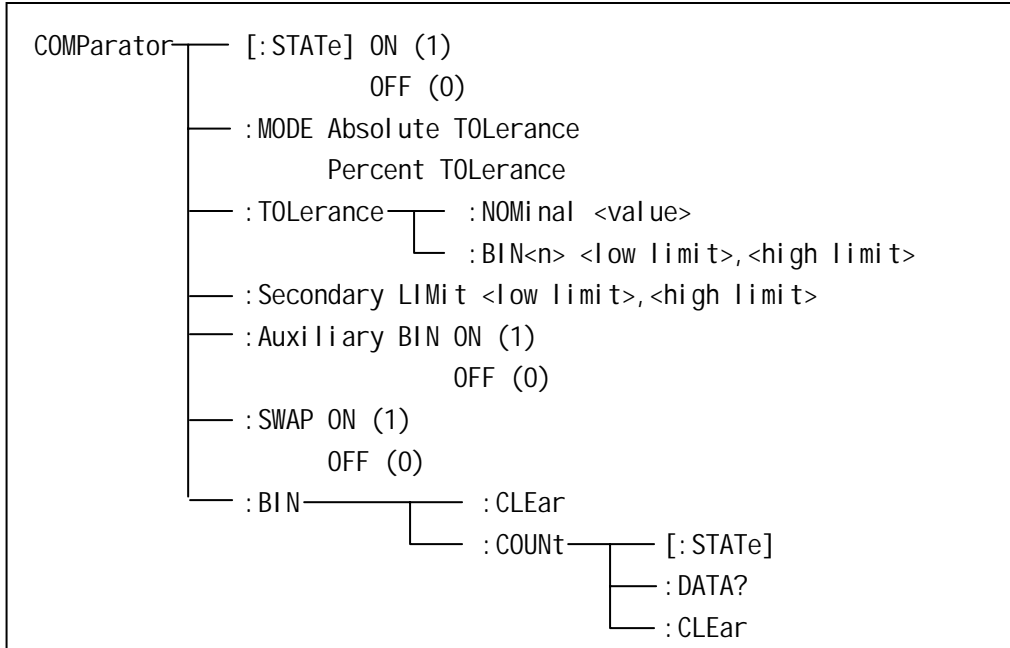 COMParator [:STATe] ON (1)
OFF (0)
:MODE Absolute TOLerance
Percent TOLerance
:TOLerance :NOMinal <value>
:BIN<n> <low limit>,<high limit>
:Secondary LIMit <low limit>,<high limit>
:Auxiliary BIN ON (1)
OFF (0)
:SWAP ON (1)
OFF (0)
:BIN :CLEar
:COUNt [:STATe]
:DATA?
:CLEar